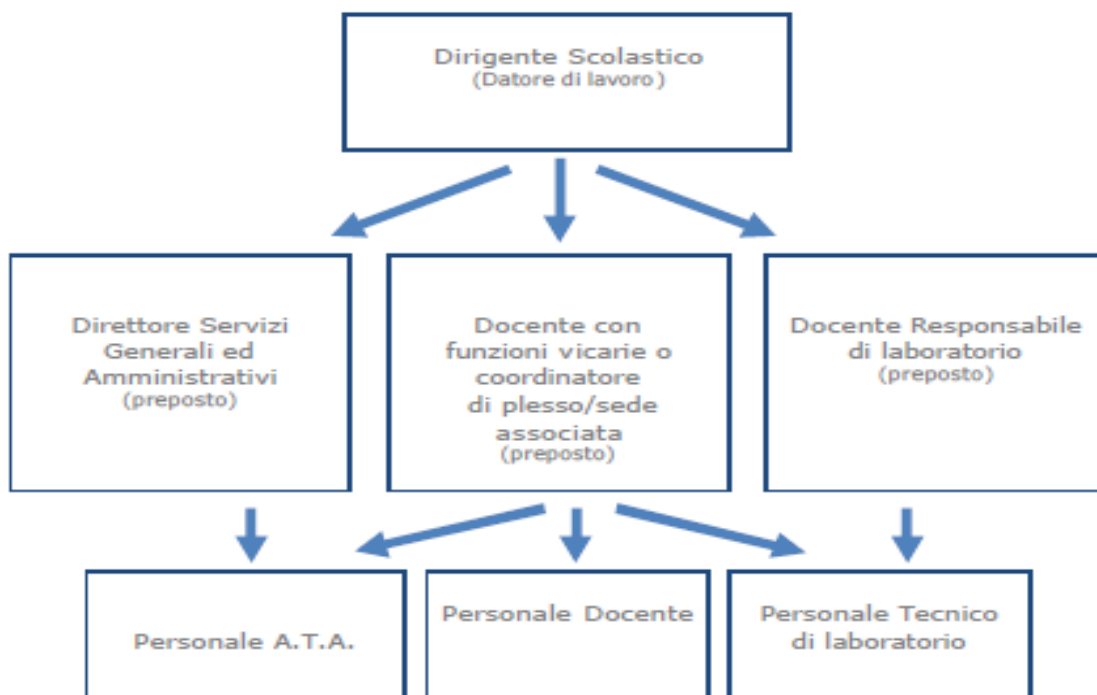 Dirigente Scolastico
(Datore di lavoro)
Direttore Servizi
Generali ed
Amministrativi
(preposto)
Docente con
funzioni vicarie o
coordinatore
di plesso/sede
associata
(preposto)
Docente Responsabile
di laboratorio
(preposto)
Personale A.T.A.
Personale Docente
Personale Tecnico
di laboratorio